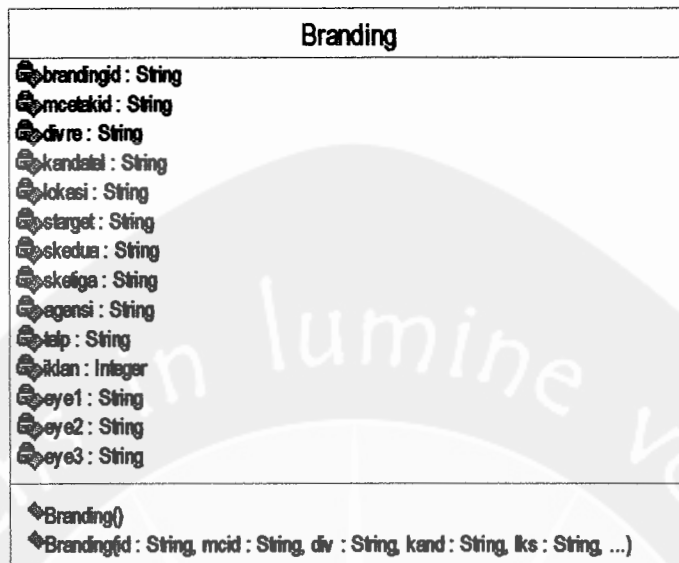 Branding
brandingid : String
mcetakid : String
divre : String
kandatel : String
lokasi : String
starget : String
skedua : String
sketiga : String
agensi : String
telp : String
iklan : Integer
eye1 : String
eye2 : String
eye3 : String
Branding()
Branding(id : String, mcid : String, div : String, kand : String, lks : String, ...)
in lumine